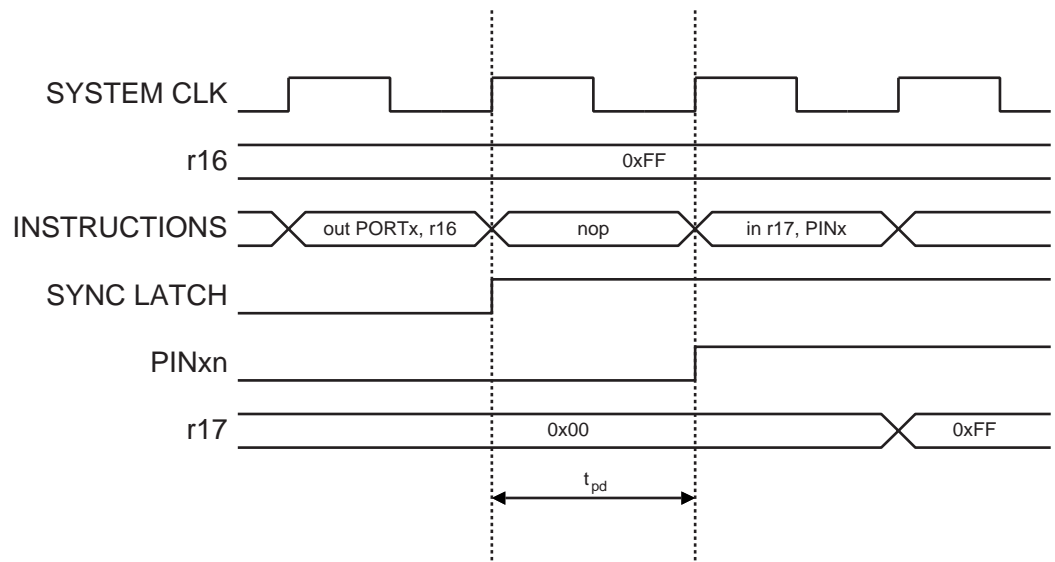 SYSTEM CLK
r16
0xFF
INSTRUCTIONS
out PORTx, r16
nop
in r17, PINx
SYNC LATCH
PINxn
r17
0x00
0xFF
tpd